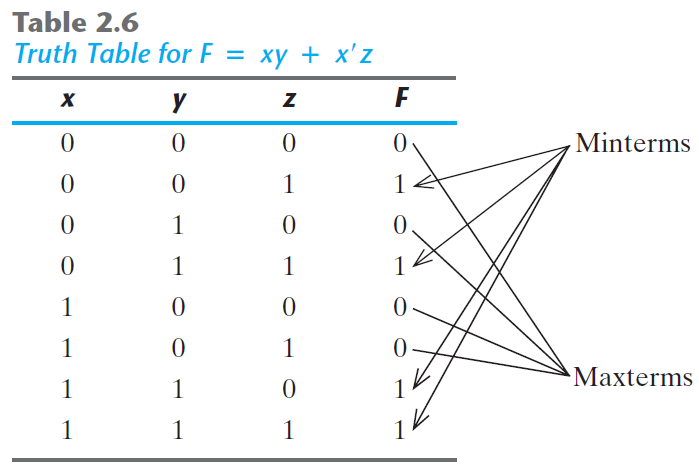 Table 2.6
Truth Table for F = xy + x′z
x y z F
0 0 0 0 Minterms
0 0 1 1
0 1 0 0
0 1 1 1
1 0 0 0
1 0 1 0
1 1 0 1 Maxterms
1 1 1 1